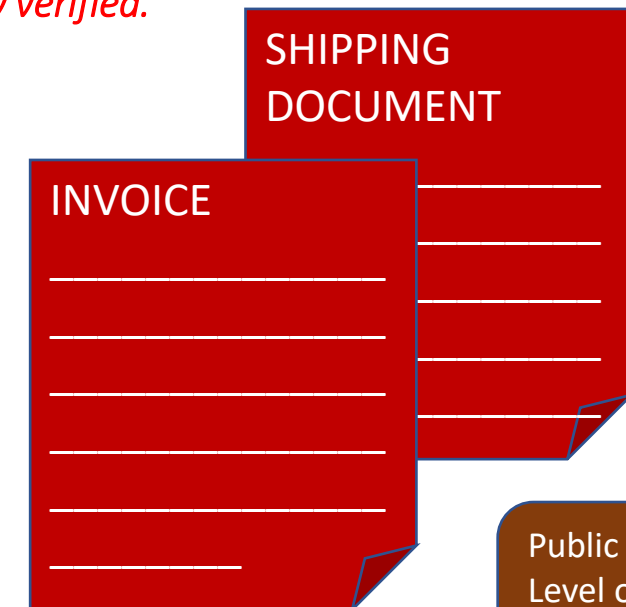 verified.
SHIPPING
DOCUMENT
INVOICE
Public
Level